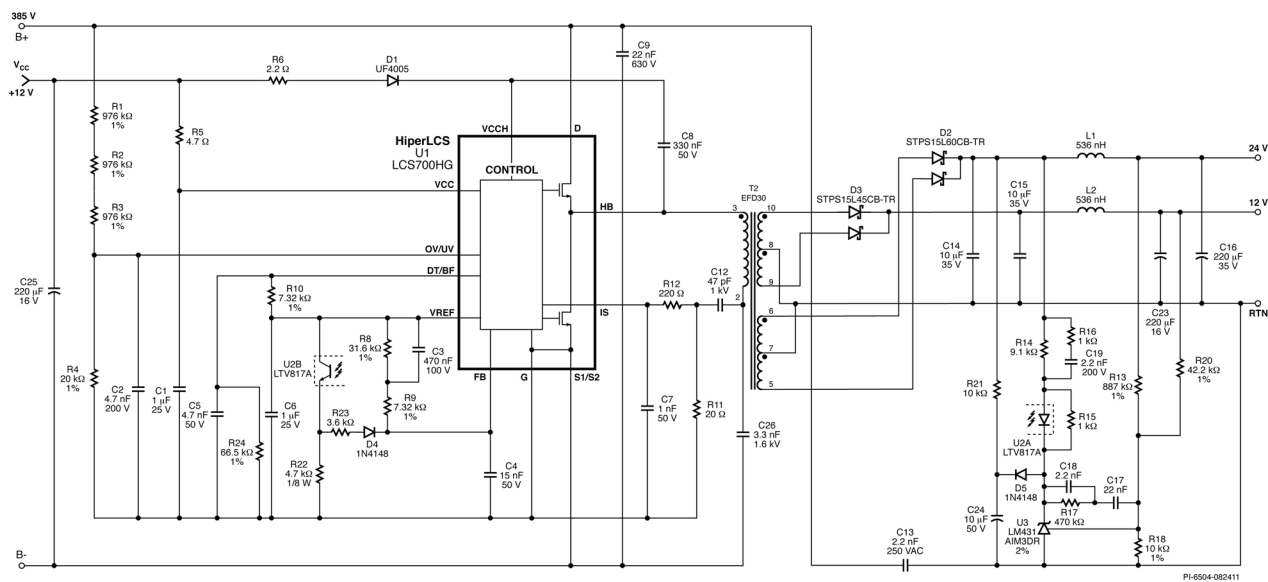 385 V
B+
VCC
+12 V
R6
2.2 Ω
D1
UF4005
C9
22 nF
630 V
R1
976 kΩ
1%
R5
4.7 Ω
HiperLCS
U1
LCS700HG
VCCH
D
C8
330 nF
50 V
D2
STPS15L60CB-TR
L1
536 nH
24 V
R2
976 kΩ
1%
CONTROL
VCC
R3
976 kΩ
1%
HB
T2
EFD30
3
10
D3
STPS15L45CB-TR
C15
10 µF
35 V
L2
536 nH
12 V
OV/UV
8
C14
10 µF
35 V
C16
220 µF
35 V
DT/BF
C25
220 µF
16 V
R10
7.32 kΩ
1%
R12
220 Ω
C12
47 pF
1 kV
9
2
VREF
IS
6
RTN
C23
220 µF
16 V
R8
31.6 kΩ
1%
C3
470 nF
100 V
U2B
LTV817A
R14
9.1 kΩ
R16
1 kΩ
C19
2.2 nF
200 V
7
R4
20 kΩ
1%
FB
G
S1/S2
R20
42.2 kΩ
1%
C2
4.7 nF
200 V
C1
1 µF
25 V
5
R21
10 kΩ
R13
887 kΩ
1%
R9
7.32 kΩ
1%
C5
4.7 nF
50 V
C6
1 µF
25 V
C7
1 nF
50 V
R11
20 Ω
R15
1 kΩ
R23
3.6 kΩ
D4
1N4148
C26
3.3 nF
1.6 kV
U2A
LTV817A
R24
66.5 kΩ
1%
R22
4.7 kΩ
1/8 W
C4
15 nF
50 V
C18
2.2 nF
C17
22 nF
D5
1N4148
R17
470 kΩ
C24
10 µF
50 V
U3
LM431
AIM3DR
2%
C13
2.2 nF
250 VAC
R18
10 kΩ
1%
B-
PI-6504-082411